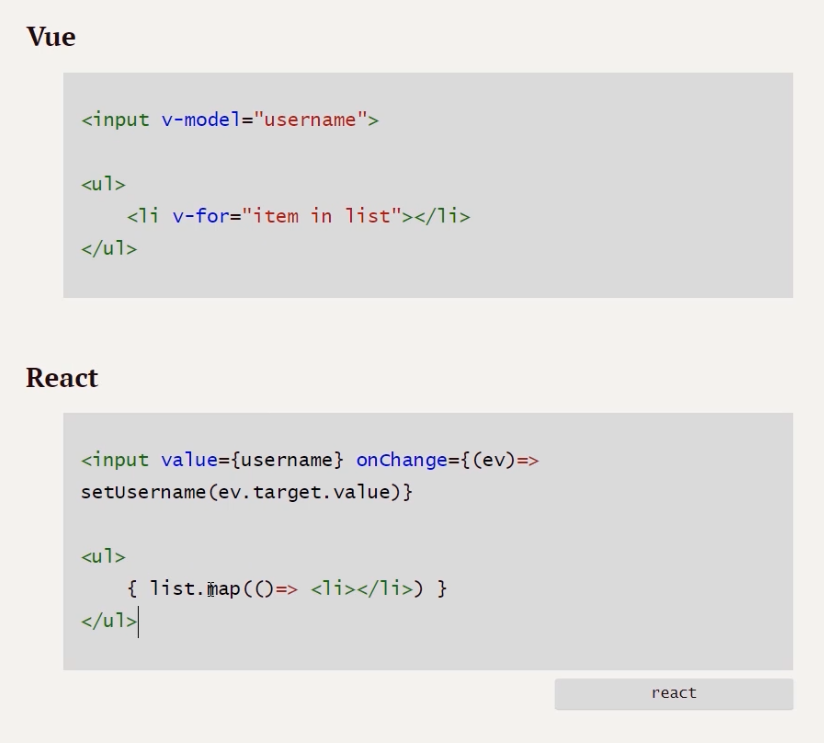 Vue
<input v-model="username">
<ul>
    <li v-for="item in list"></li>
</ul>
React
<input value={username} onChange={(ev)=>
setUsername(ev.target.value)}
<ul>
    { list.map(()=> <li></li>) }
</ul>
react